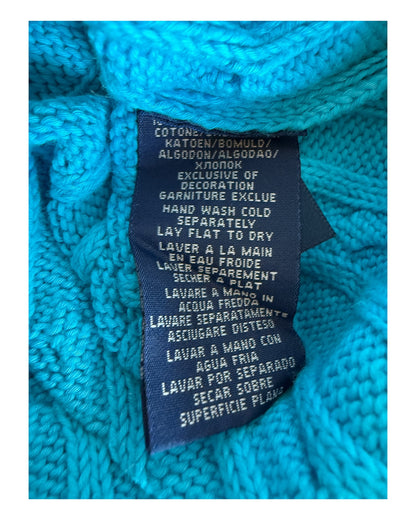 COTONE/
KATOEN/BOMULD/
ALGODON/ALGODAO/
ХЛОПОК
EXCLUSIVE OF
DECORATION
GARNITURE EXCLUE
HAND WASH COLD
SEPARATELY
LAY FLAT TO DRY
LAVER A LA MAIN
EN EAU FROIDE
LAVER SEPAREMENT
SECHER A PLAT
LAVARE A MANO IN
ACQUA FREDDA
LAVARE SEPARATAMENTE
ASCIUGARE DISTESO
LAVAR A MANO CON
AGUA FRIA
LAVAR POR SEPARADO
SECAR SOBRE
SUPERFICIE PLANA